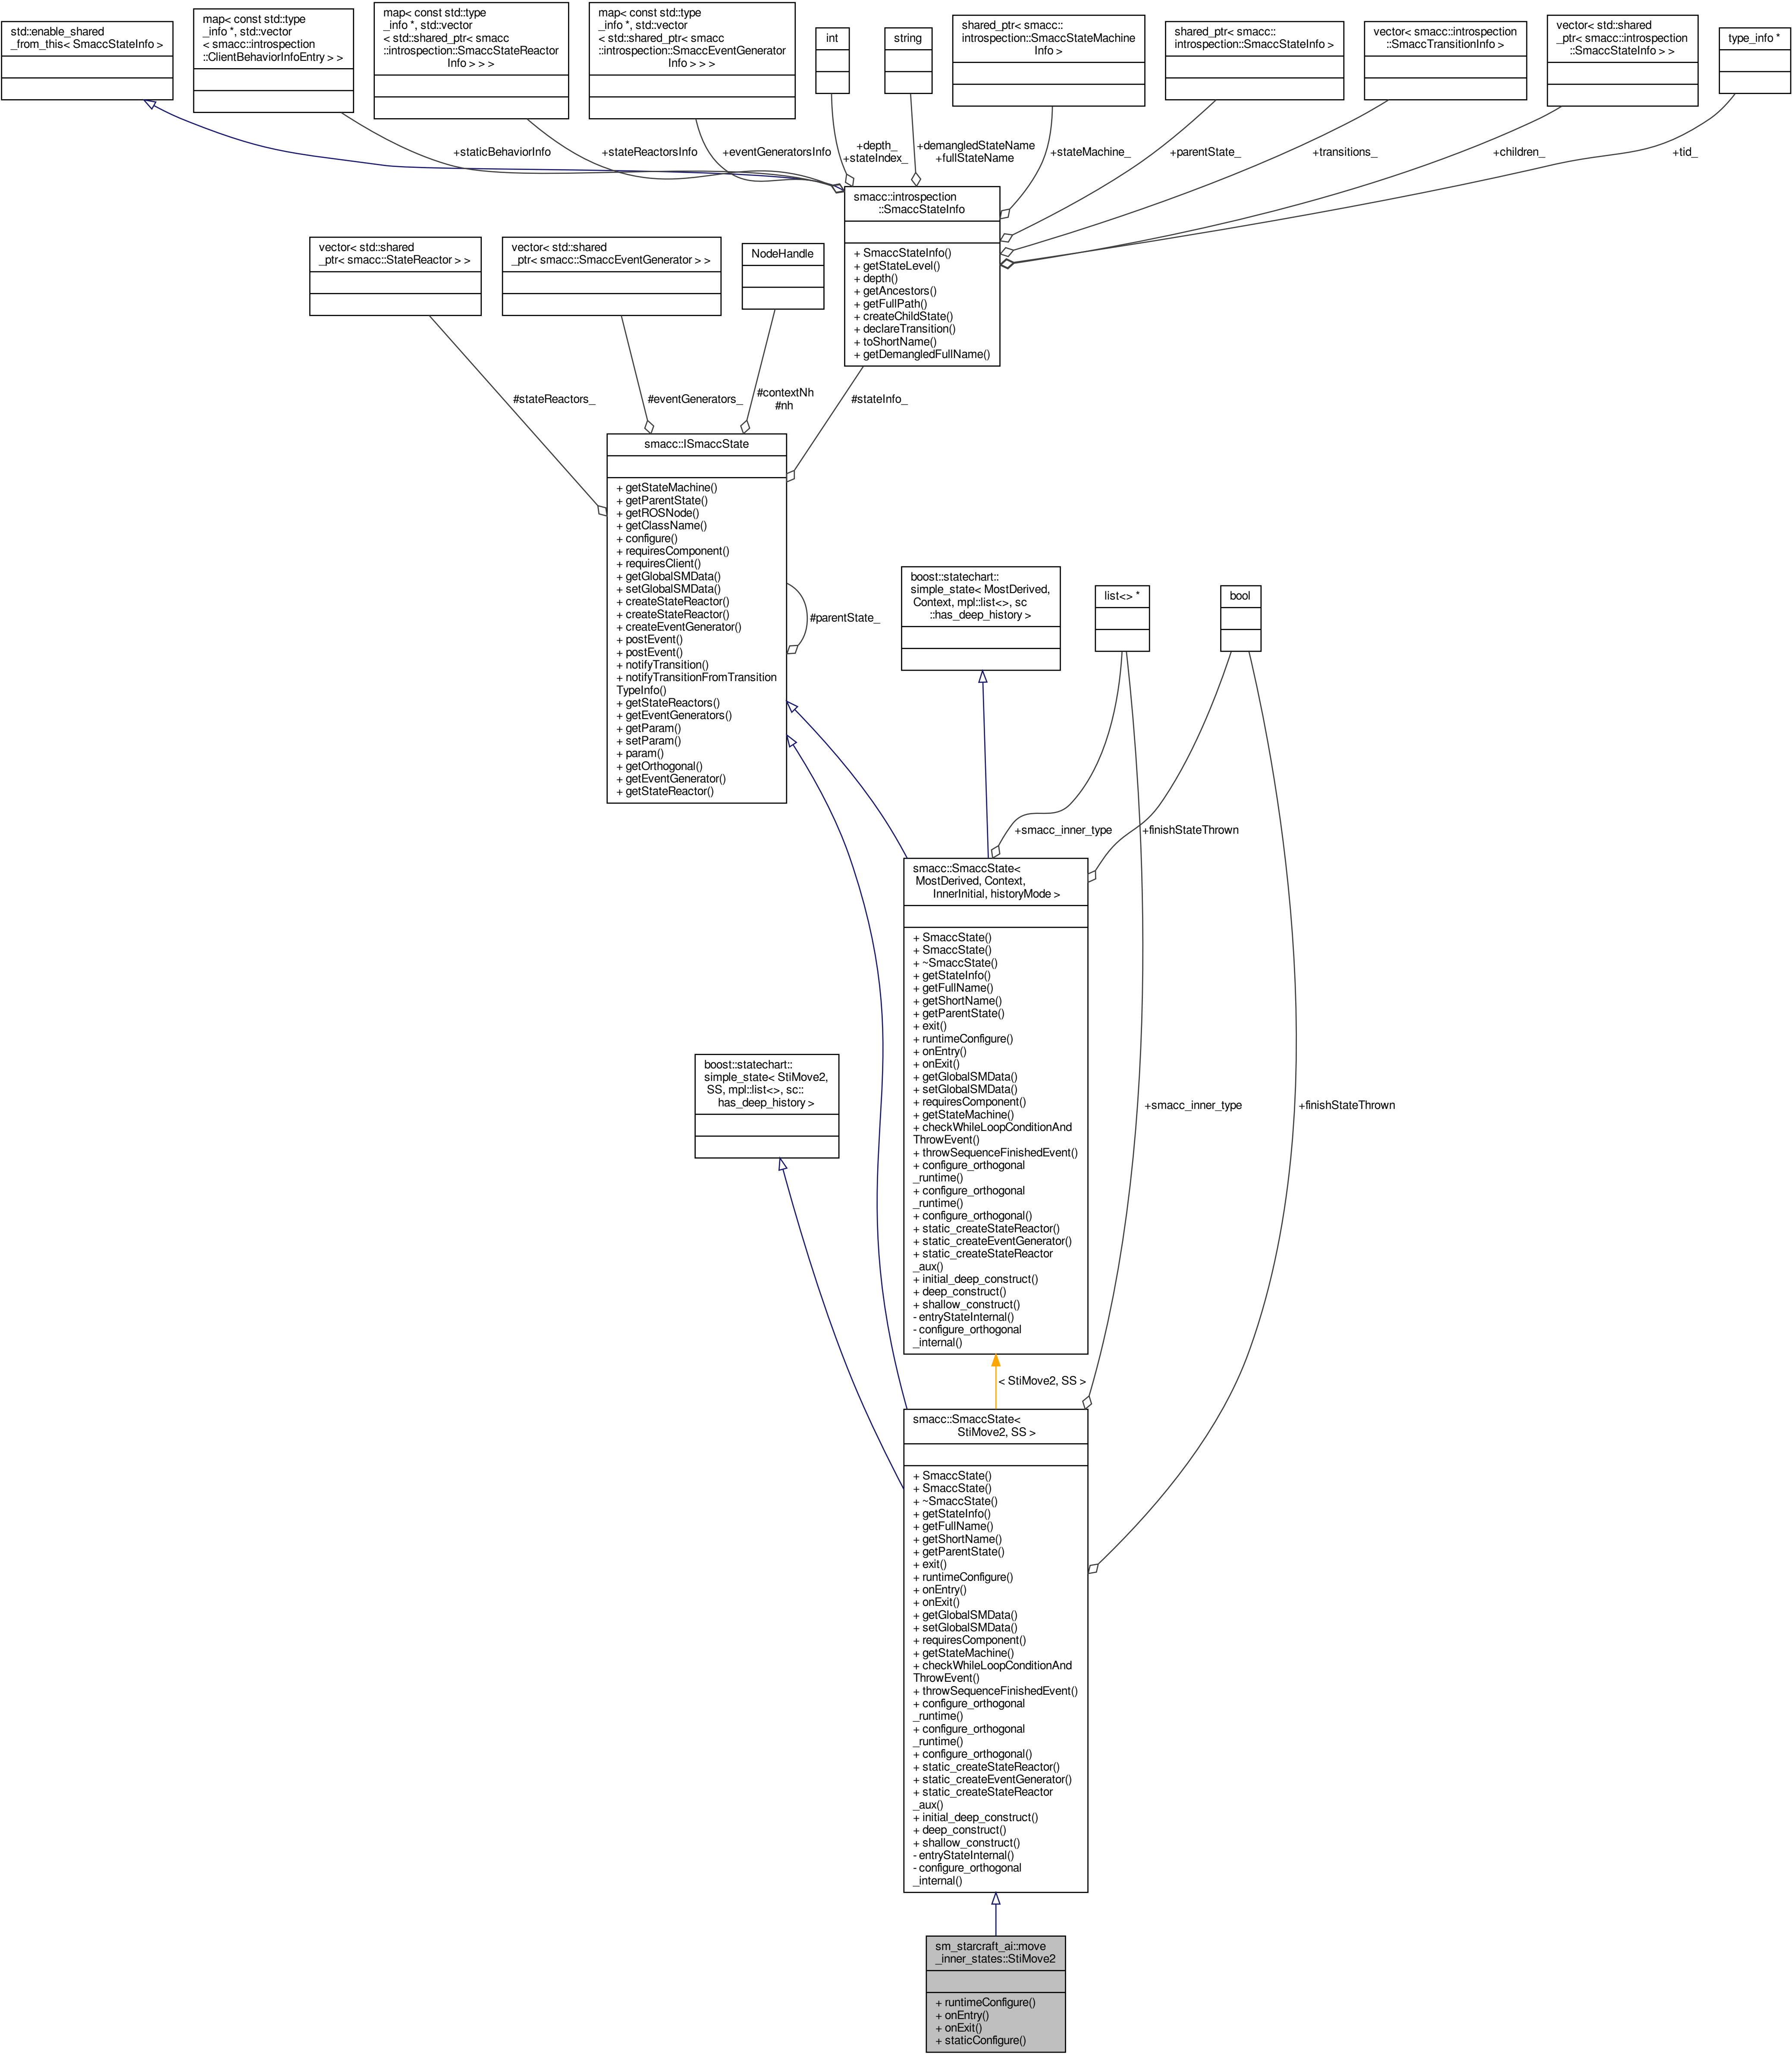 std::enable_shared
_from_this< SmaccStateInfo >
map< const std::type
_info *, std::vector
< smacc::introspection
::ClientBehaviorInfoEntry > >
map< const std::type
_info *, std::vector
< std::shared_ptr< smacc
::introspection::SmaccStateReactor
Info > > >
map< const std::type
_info *, std::vector
< std::shared_ptr< smacc
::introspection::SmaccEventGenerator
Info > > >
int
string
shared_ptr< smacc::
introspection::SmaccStateMachine
Info >
shared_ptr< smacc::
introspection::SmaccStateInfo >
vector< smacc::introspection
::SmaccTransitionInfo >
vector< std::shared
_ptr< smacc::introspection
::SmaccStateInfo > >
type_info *
+staticBehaviorInfo
+stateReactorsInfo
+eventGeneratorsInfo
+depth_
+stateIndex_
+demangledStateName
+fullStateName
+stateMachine_
+parentState_
+transitions_
+children_
+tid_
smacc::introspection
::SmaccStateInfo
+ SmaccStateInfo()
+ getStateLevel()
+ depth()
+ getAncestors()
+ getFullPath()
+ createChildState()
+ declareTransition()
+ toShortName()
+ getDemangledFullName()
vector< std::shared
_ptr< smacc::StateReactor > >
vector< std::shared
_ptr< smacc::SmaccEventGenerator > >
NodeHandle
#stateReactors_
#eventGenerators_
#contextNh
#nh
#stateInfo_
smacc::ISmaccState
+ getStateMachine()
+ getParentState()
+ getROSNode()
+ getClassName()
+ configure()
+ requiresComponent()
+ requiresClient()
+ getGlobalSMData()
+ setGlobalSMData()
+ createStateReactor()
+ createStateReactor()
+ createEventGenerator()
+ postEvent()
+ postEvent()
+ notifyTransition()
+ notifyTransitionFromTransition
TypeInfo()
+ getStateReactors()
+ getEventGenerators()
+ getParam()
+ setParam()
+ param()
+ getOrthogonal()
+ getEventGenerator()
+ getStateReactor()
#parentState_
boost::statechart::
simple_state< MostDerived,
Context, mpl::list<>, sc
::has_deep_history >
list<> *
bool
+smacc_inner_type
+finishStateThrown
smacc::SmaccState<
MostDerived, Context,
InnerInitial, historyMode >
+ SmaccState()
+ SmaccState()
+ ~SmaccState()
+ getStateInfo()
+ getFullName()
+ getShortName()
+ getParentState()
+ exit()
+ runtimeConfigure()
+ onEntry()
+ onExit()
+ getGlobalSMData()
+ setGlobalSMData()
+ requiresComponent()
+ getStateMachine()
+ checkWhileLoopConditionAnd
ThrowEvent()
+ throwSequenceFinishedEvent()
+ configure_orthogonal
_runtime()
+ configure_orthogonal
_runtime()
+ configure_orthogonal()
+ static_createStateReactor()
+ static_createEventGenerator()
+ static_createStateReactor
_aux()
+ initial_deep_construct()
+ deep_construct()
+ shallow_construct()
- entryStateInternal()
- configure_orthogonal
_internal()
boost::statechart::
simple_state< StiMove2,
SS, mpl::list<>, sc::
has_deep_history >
+smacc_inner_type
+finishStateThrown
< StiMove2, SS >
smacc::SmaccState<
StiMove2, SS >
+ SmaccState()
+ SmaccState()
+ ~SmaccState()
+ getStateInfo()
+ getFullName()
+ getShortName()
+ getParentState()
+ exit()
+ runtimeConfigure()
+ onEntry()
+ onExit()
+ getGlobalSMData()
+ setGlobalSMData()
+ requiresComponent()
+ getStateMachine()
+ checkWhileLoopConditionAnd
ThrowEvent()
+ throwSequenceFinishedEvent()
+ configure_orthogonal
_runtime()
+ configure_orthogonal
_runtime()
+ configure_orthogonal()
+ static_createStateReactor()
+ static_createEventGenerator()
+ static_createStateReactor
_aux()
+ initial_deep_construct()
+ deep_construct()
+ shallow_construct()
- entryStateInternal()
- configure_orthogonal
_internal()
sm_starcraft_ai::move
_inner_states::StiMove2
+ runtimeConfigure()
+ onEntry()
+ onExit()
+ staticConfigure()